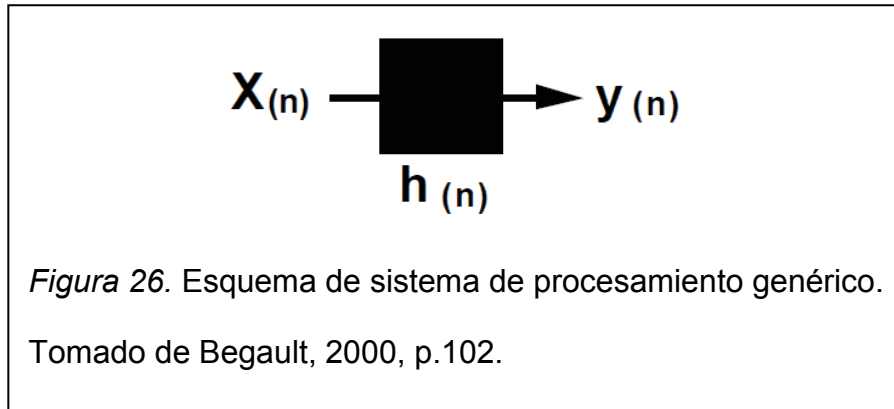 X(n) y (n)
h (n)
Figura 26. Esquema de sistema de procesamiento genérico.
Tomado de Begault, 2000, p.102.